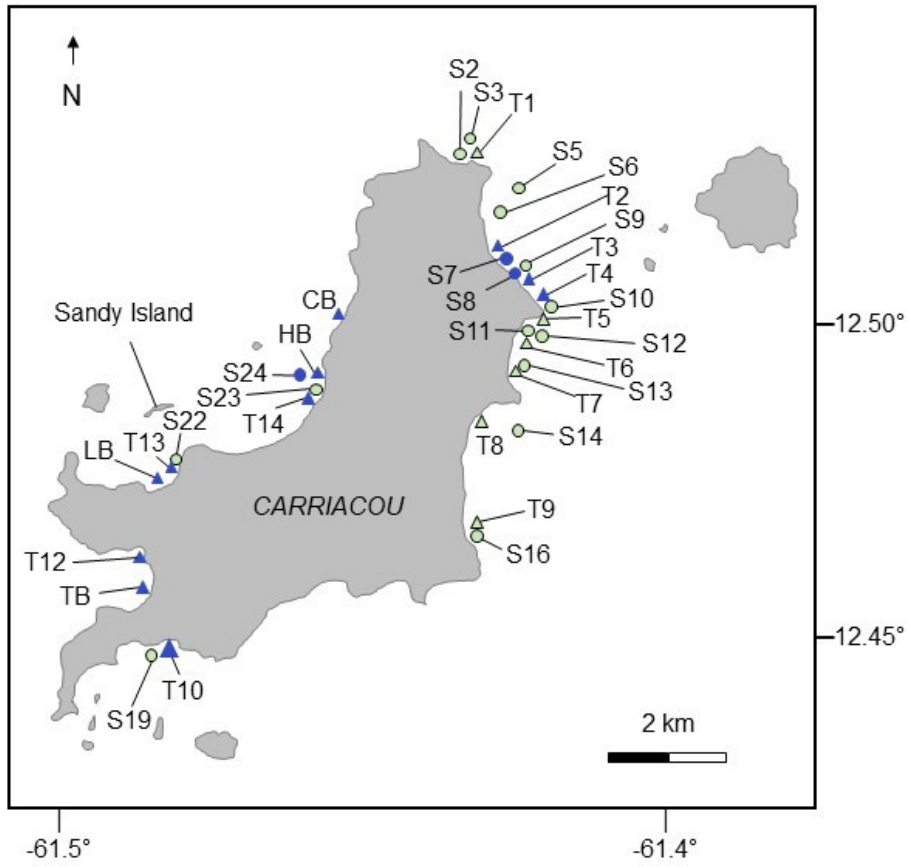 N
S2
S3
T1
S5
S6
T2
S9
T3
T4
S7
S8
S10
T5
S11
S12
T6
S13
T7
T8
S14
T9
S16
CB
Sandy Island
HB
S24
S23
T14
S22
T13
LB
CARRIACOU
T12
TB
T10
S19
12.50°
12.45°
2 km
-61.5°
-61.4°